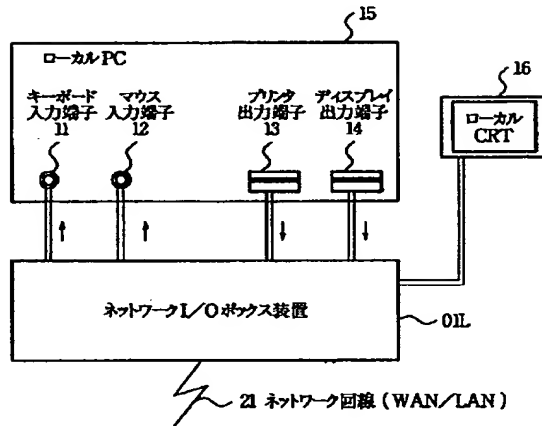 15
ローカルPC
16
キーボード
入力端子
11
マウス
入力端子
12
プリンタ
出力端子
13
ディスプレイ
出力端子
14
ローカル
CRT
ネットワークI/Oボックス装置
01L
21 ネットワーク回線(WAN/LAN)